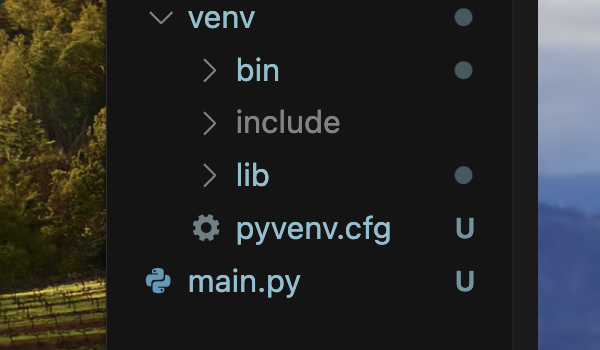 venv
bin
include
lib
pyvenv.cfg U
main.py U